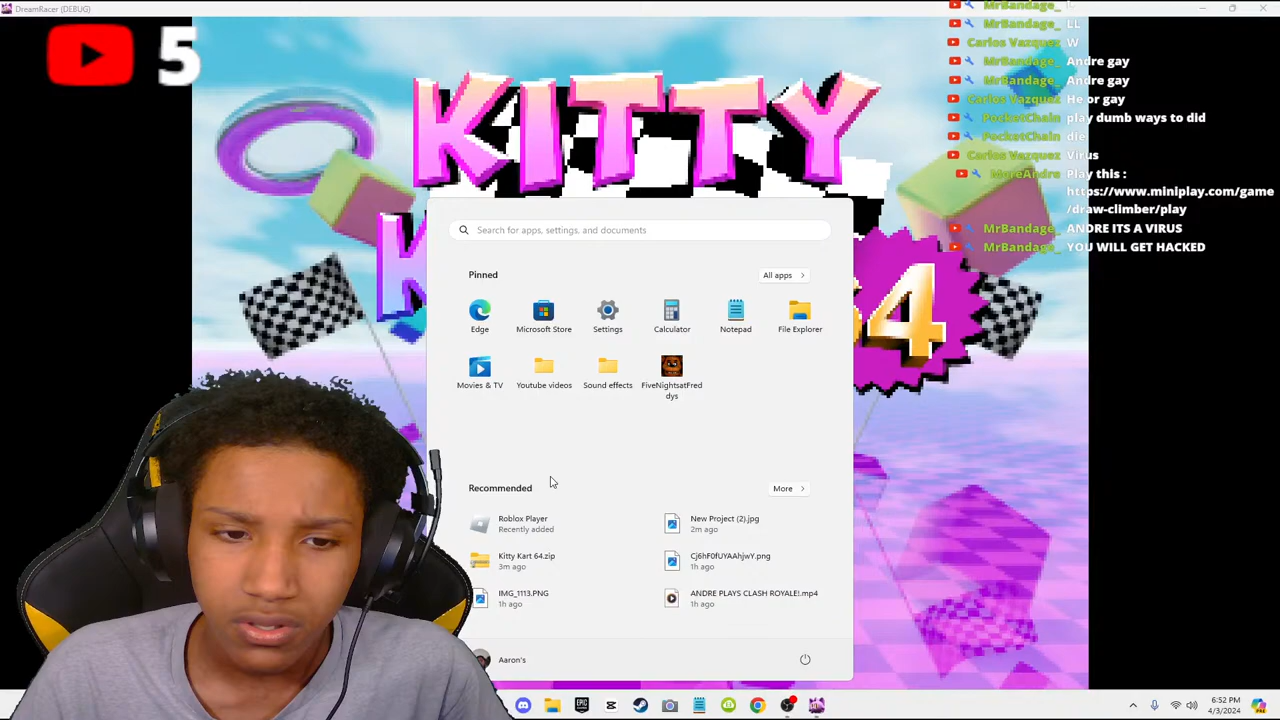 DreamRacer (DEBUG)
5
KITTY
K
64
MrBandage_
MrBandage_ LL
Carlos Vazquez W
MrBandage_ Andre gay
MrBandage_ Andre gay
Carlos Vazquez He or gay
PocketChain play dumb ways to did
PocketChain die
Carlos Vazquez Virus
MoreAndre Play this :
https://www.miniplay.com/game
/draw-climber/play
MrBandage_ ANDRE ITS A VIRUS
MrBandage_ YOU WILL GET HACKED
Search for apps, settings, and documents
Pinned
All apps
Edge
Microsoft Store
Settings
Calculator
Notepad
File Explorer
Movies & TV
Youtube videos
Sound effects
FiveNightsatFred
dys
Recommended
More
Roblox Player
Recently added
New Project (2).jpg
2m ago
Kitty Kart 64.zip
3m ago
Cj6hF0fUYAAhjwY.png
1h ago
IMG_1113.PNG
1h ago
ANDRE PLAYS CLASH ROYALE!.mp4
1h ago
Aaron's
6:52 PM
4/3/2024